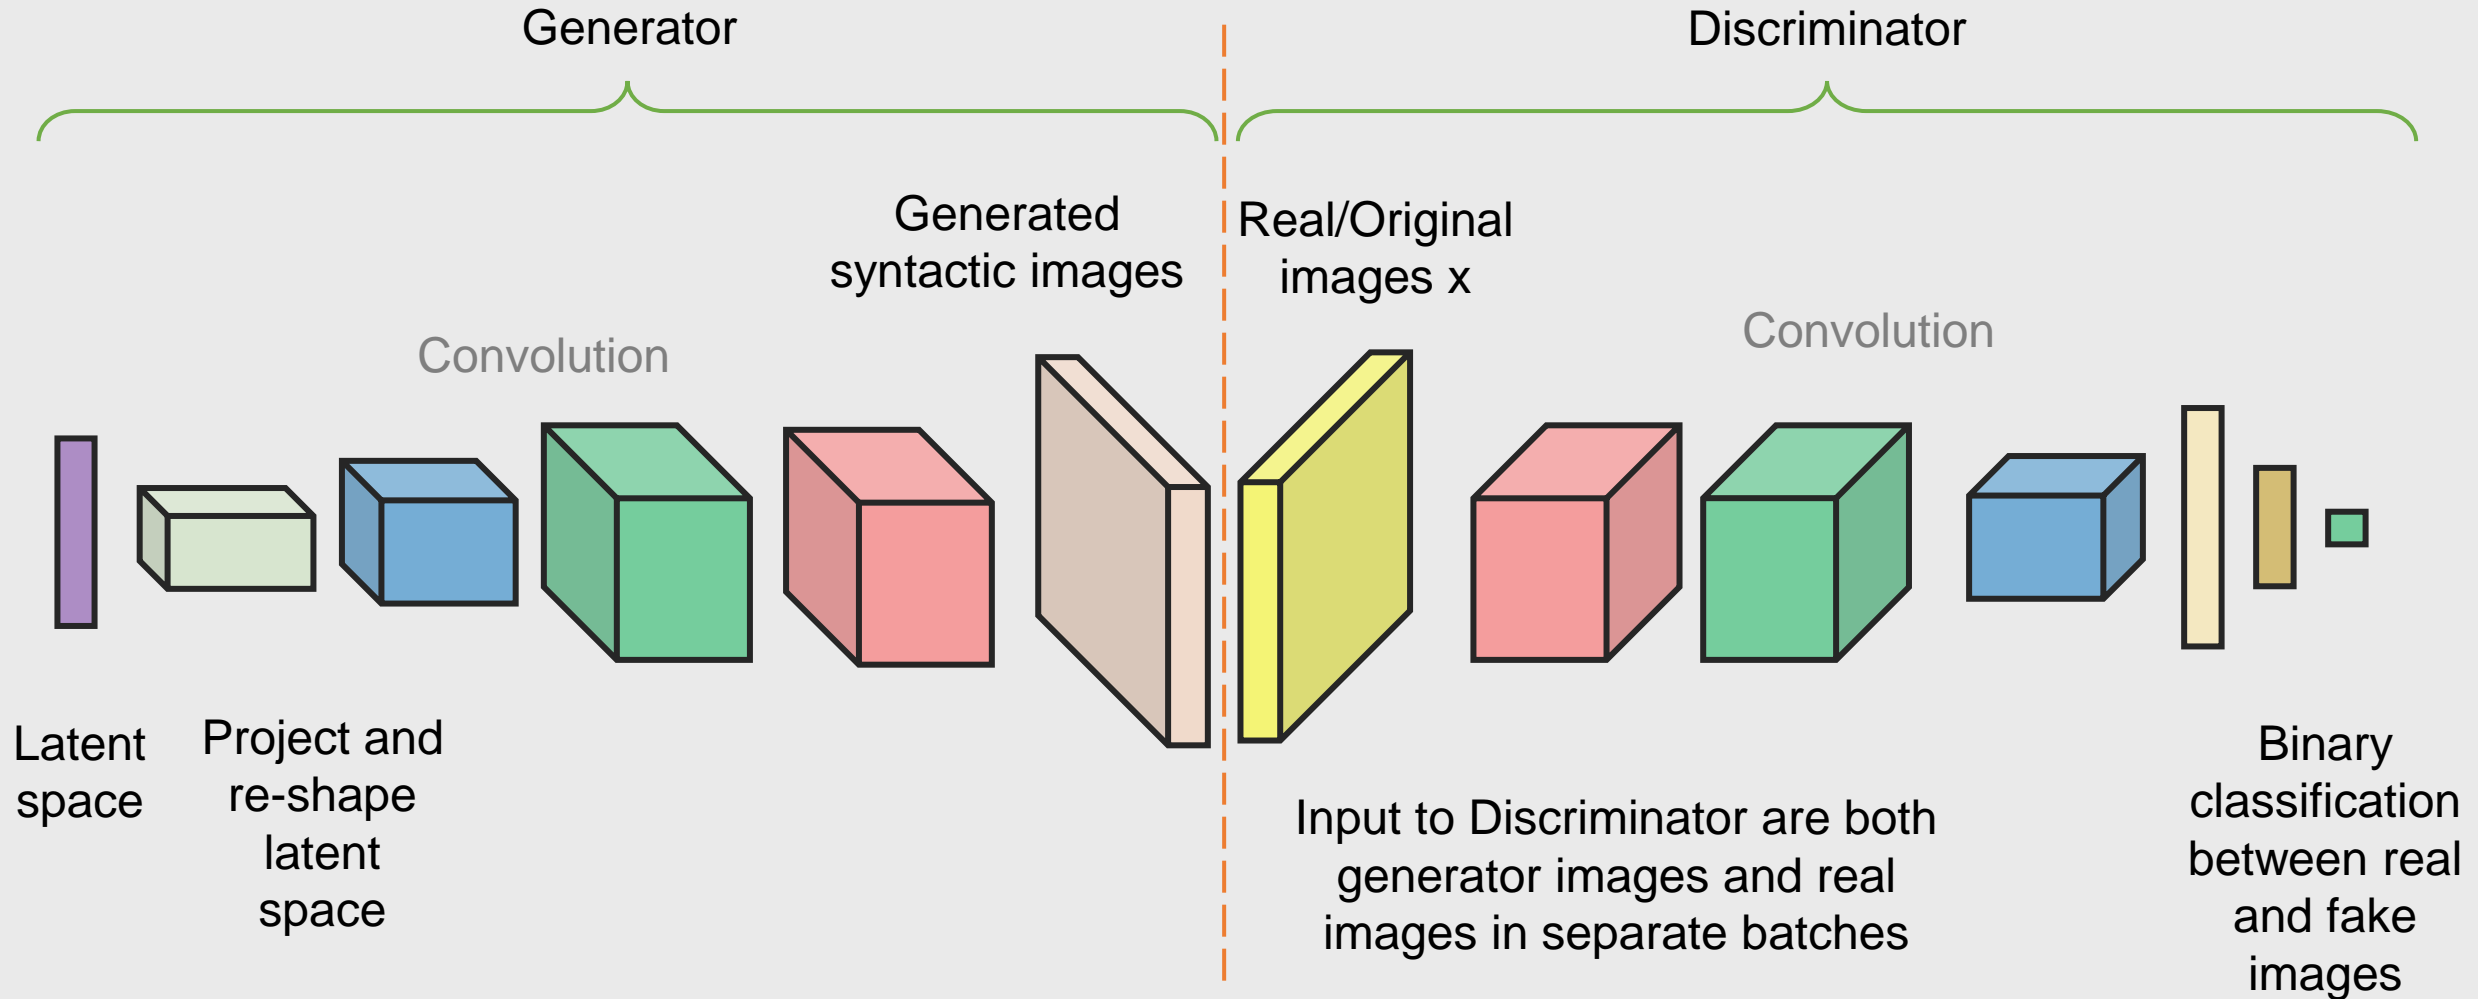 Generator
Discriminator
Generated
syntactic images
Real/Original
images x
Convolution
Convolution
Latent
space
Project and
re-shape
latent
space
Input to Discriminator are both
generator images and real
images in separate batches
Binary
classification
between real
and fake
images